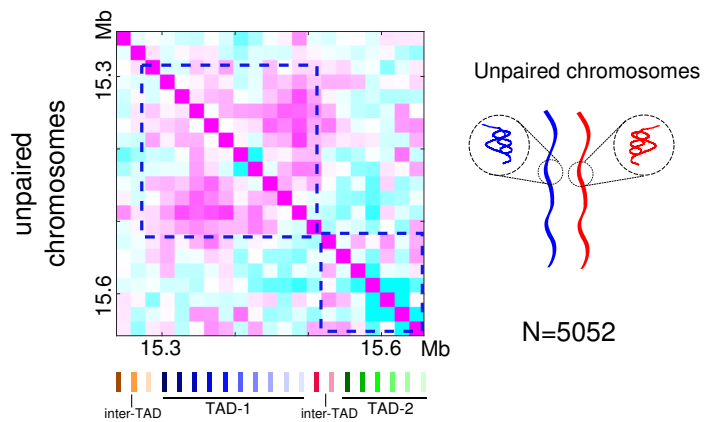 Mb
15.3
15.6
unpaired
chromosomes
15.3
15.6
Mb
inter-TAD
TAD-1
inter-TAD
TAD-2
Unpaired chromosomes
N=5052